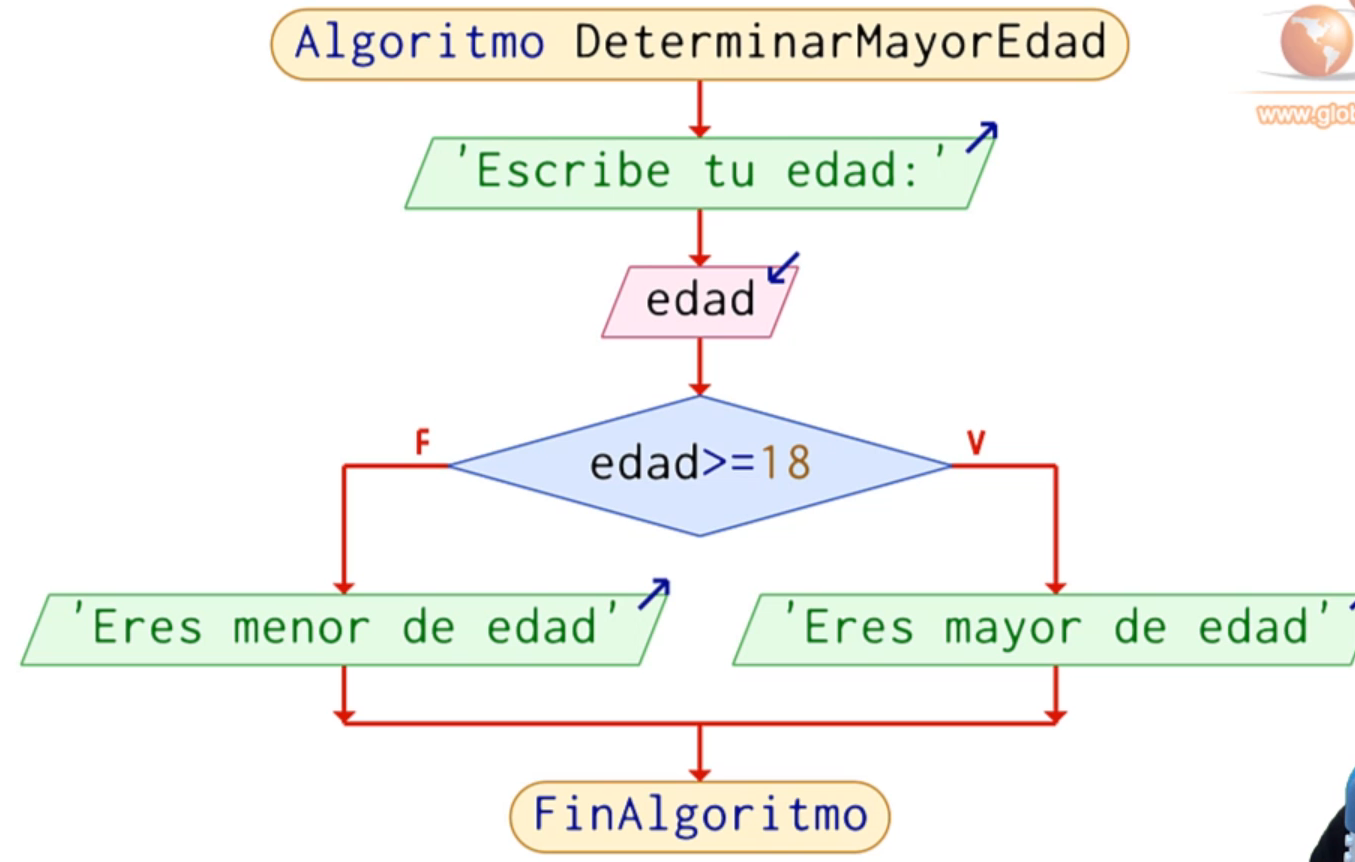 Algoritmo DeterminarMayorEdad
www.glob
'Escribe tu edad:'
edad
F
V
edad>=18
'Eres menor de edad'
'Eres mayor de edad'
FinAlgoritmo